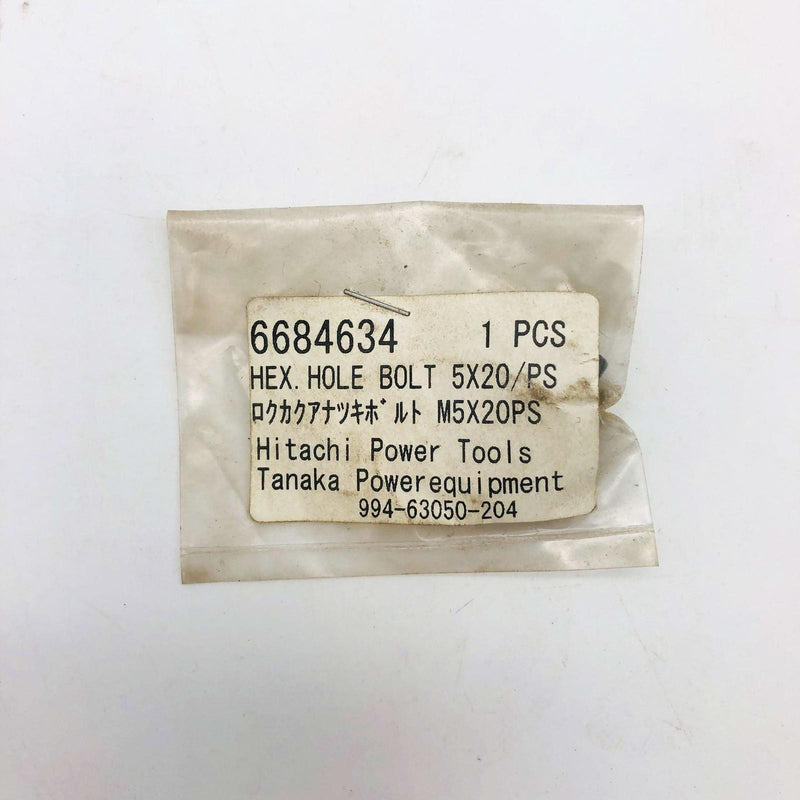 6684634 1 PCS
HEX.HOLE BOLT 5X20/PS
ﾛｸｶｸｱﾅﾂｷﾎﾞﾙﾄ M5X20PS
Hitachi Power Tools
Tanaka Powerequipment
994-63050-204